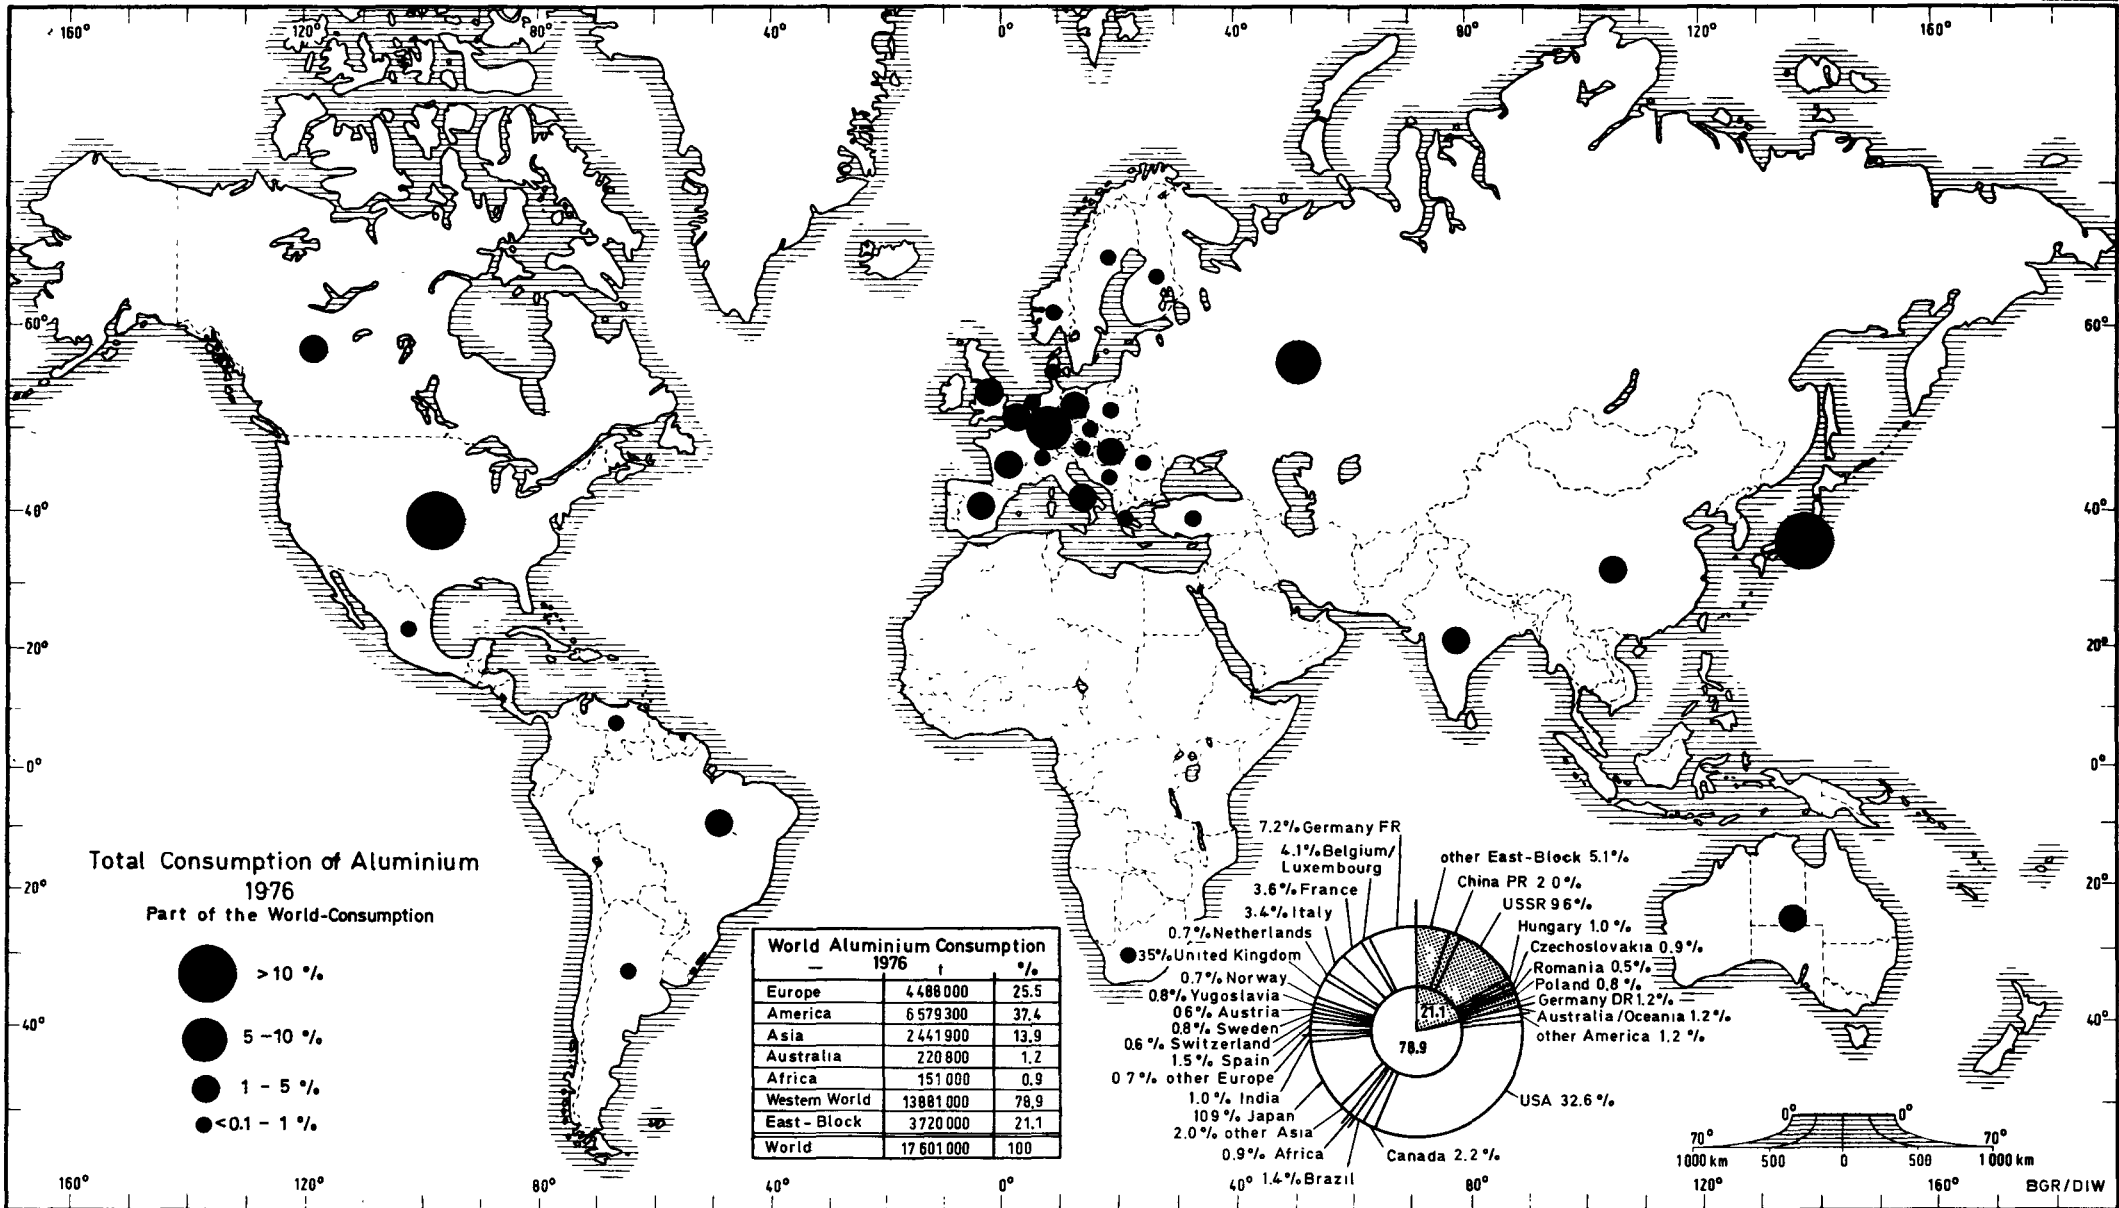 160° 120° 80° 40° 0° 40° 80° 120° 160°
60° 60°
40° 40°
20° 20°
0° 0°
20° 20°
40° 40°
Total Consumption of Aluminium
1976
Part of the World-Consumption
>10 %
5-10 %
1 - 5 %
<0.1 - 1 %
World Aluminium Consumption
1976 t %
Europe 4 488 000 25.5
America 6 579 300 37.4
Asia 2 441 900 13.9
Australia 220 800 1.2
Africa 151 000 0.9
Western World 13881 000 78.9
East-Block 3 720 000 21.1
World 17 601 000 100
7.2% Germany FR
4.1% Belgium/
Luxembourg
3.6% France
3.4% Italy
0.7% Netherlands
35% United Kingdom
0.7% Norway
0.8% Yugoslavia
06% Austria
0.8% Sweden
0.6 % Switzerland
1.5% Spain
0 7% other Europe
1.0% India
10 9% Japan
2.0% other Asia
0.9% Africa
1.4% Brazil
Canada 2.2%
USA 32.6%
other America 1.2 %
Australia/Oceania 1.2%
Germany DR 1.2%
Poland 0.8 %
Romania 0.5%
Czechoslovakia 0.9%
Hungary 1.0 %
USSR 9 6%
China PR 2 0%
other East-Block 5.1%
21.1
78.9
0° 0°
70° 70°
1000 km 500 0 500 1 000 km
160° 120° 80° 40° 0° 40° 80° 120° 160°
BGR/DIW